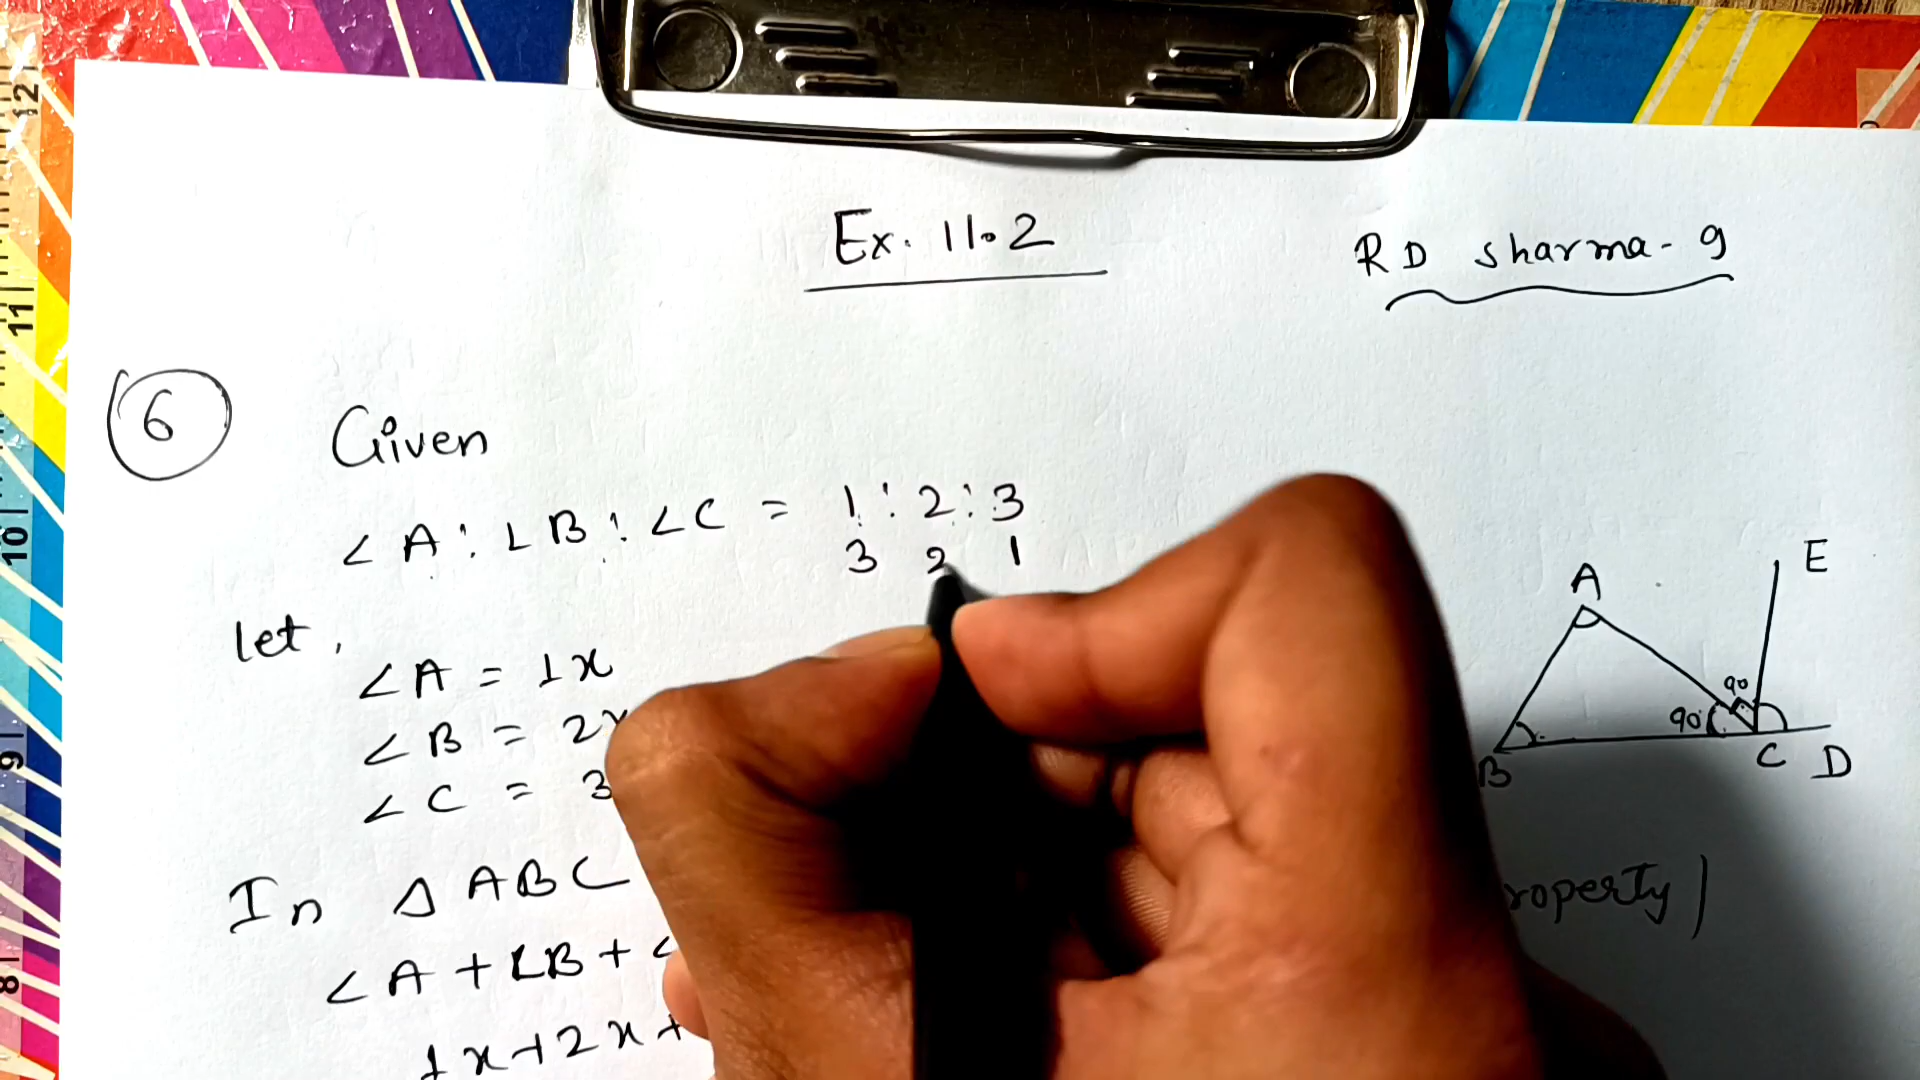 Ex. 11.2
RD Sharma-9
6 Given
∠A : ∠B : ∠C = 1 : 2 : 3
3 2 1
let,
∠A = 1x
∠B = 2x
∠C = 3
In △ABC
∠A + ∠B + ∠
1x+2x+
A
E
90
90
B
C
D
roperty)
12
11
10
9
8